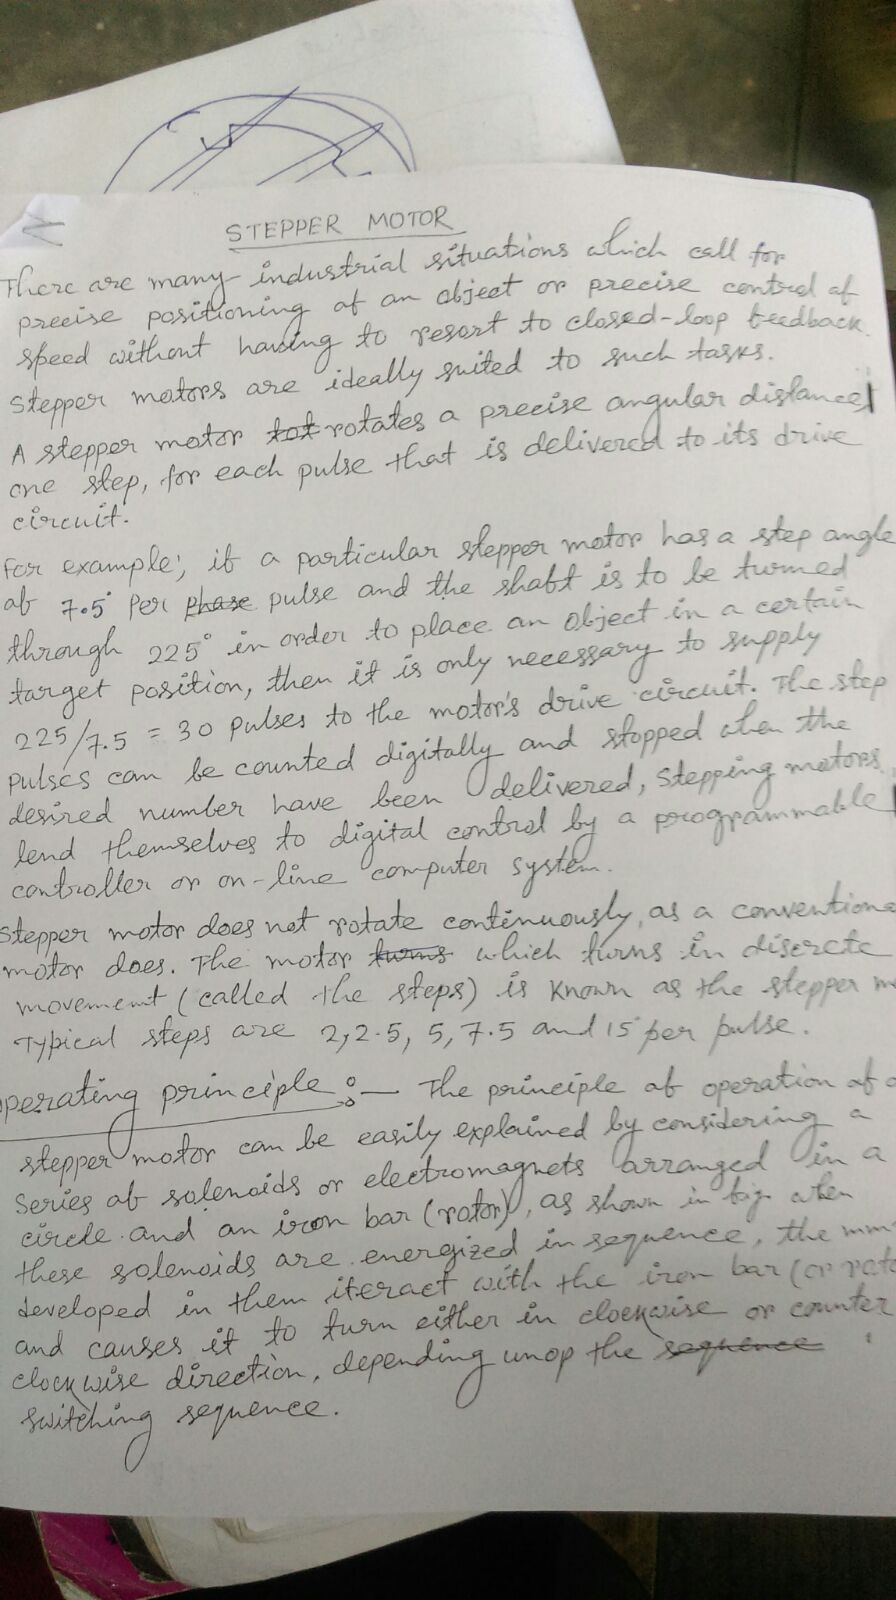 STEPPER MOTOR
There are many industrial situations which call for
precise positioning of an object or precise control of
speed without having to resort to closed-loop feedback.
Stepper motors are ideally suited to such tasks.
A stepper motor rotates a precise angular distance,
one step, for each pulse that is delivered to its drive
circuit.
For example, if a particular stepper motor has a step angle
of 7.5° Per pulse and the shaft is to be turned
through 225° in order to place an object in a certain
target position, then it is only necessary to supply
225/7.5 = 30 Pulses to the motor's drive circuit. The step
pulses can be counted digitally and stopped when the
desired number have been delivered, Stepping motors
lend themselves to digital control by a programmable
controller or on-line computer system.
Stepper motor does not rotate continuously, as a conventiona
motor does. The motor turns which turns in discrete
movement (called the steps) is Known as the stepper m
Typical steps are 2, 2.5, 5, 7.5 and 15° per pulse.
operating principle :— The principle of operation of a
stepper motor can be easily explained by considering a
Series of solenoids or electromagnets arranged in a
circle and an iron bar (rotor), as shown in fig. when
these solenoids are energized in sequence, the mm
developed in them iteract with the iron bar (or roto
and causes it to turn either in clockwise or counter
clockwise direction, depending unop the sequence
switching sequence.